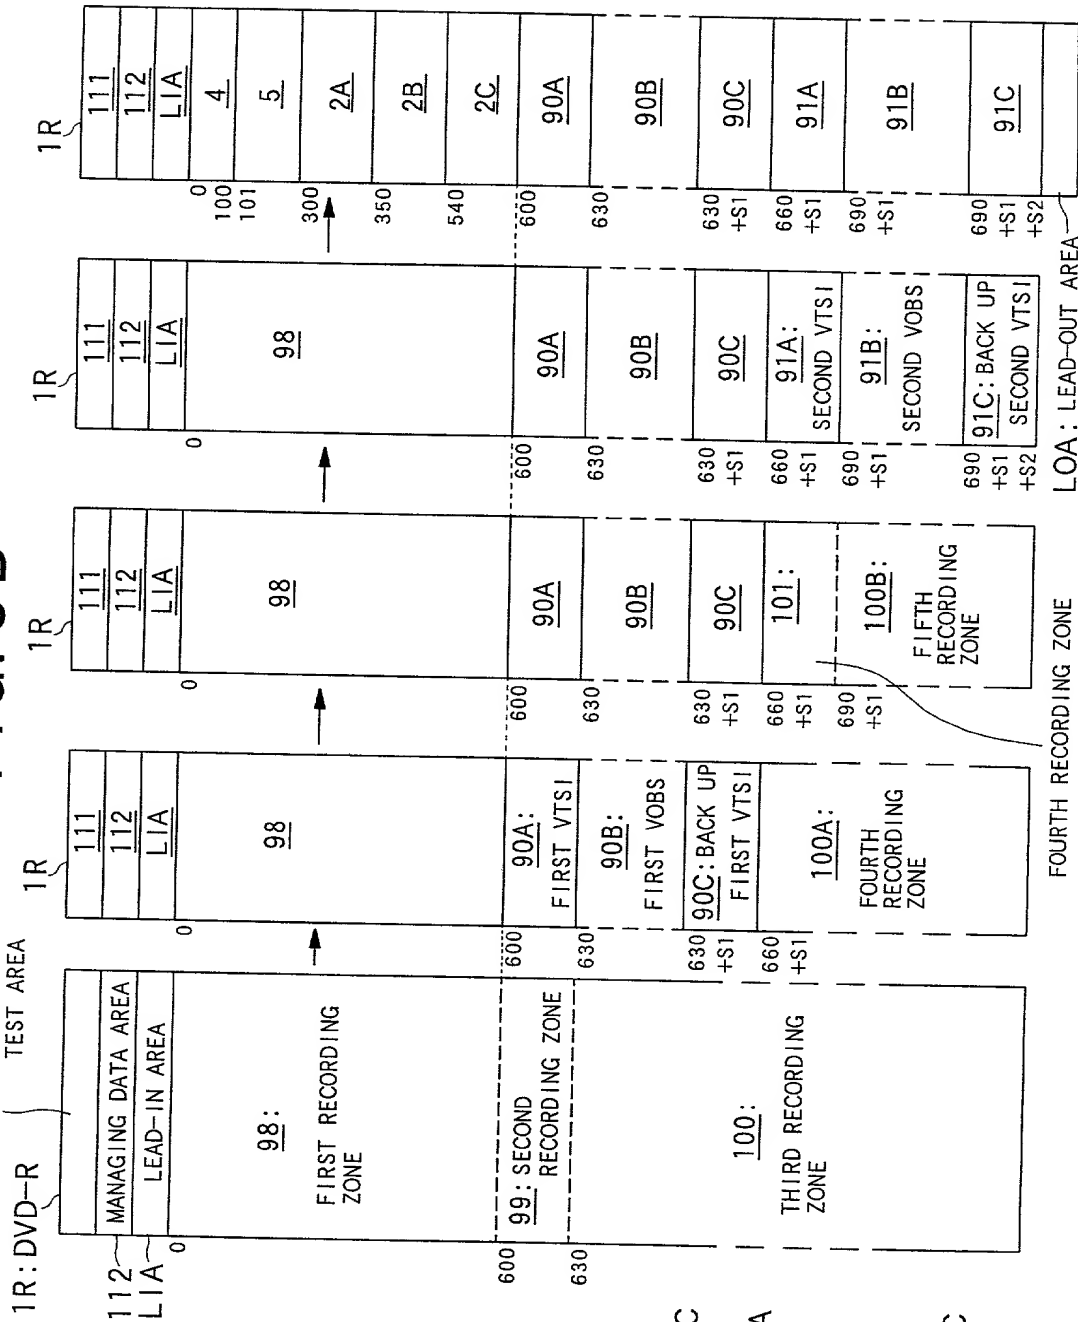 1R:DVD-R
TEST AREA
112
MANAGING DATA AREA
LIA
LEAD-IN AREA
0
98:
FIRST RECORDING
ZONE
600
99:SECOND
RECORDING ZONE
630
100:
THIRD RECORDING
ZONE
1R
111
112
LIA
0
98
600
90A:
FIRST VTSI
630
90B:
FIRST VOBS
630
+S1
90C:BACK UP
FIRST VTSI
660
+S1
100A:
FOURTH
RECORDING
ZONE
1R
111
112
LIA
0
98
600
90A
630
90B
630
+S1
90C
660
+S1
101:
690
+S1
100B:
FIFTH
RECORDING
ZONE
FOURTH RECORDING ZONE
1R
111
112
LIA
0
98
600
90A
630
90B
630
+S1
90C
660
+S1
91A:
SECOND VTSI
690
+S1
91B:
SECOND VOBS
690
+S1
+S2
91C:BACK UP
SECOND VTSI
1R
111
112
LIA
0
4
100
101
5
300
2A
350
2B
540
2C
600
90A
630
90B
630
+S1
90C
660
+S1
91A
690
+S1
91B
690
+S1
+S2
91C
LOA: LEAD-OUT AREA
C
A
C